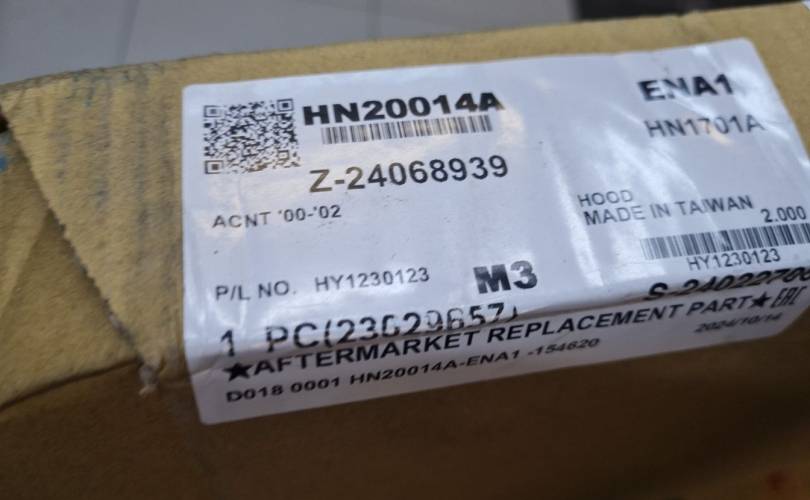 HN20014A
ENA1
HN1701A
Z-24068939
ACNT '00-'02
HOOD
MADE IN TAIWAN 2.000
HY1230123
P/L NO. HY1230123 M3
1 PC
★AFTERMARKET REPLACEMENT PART★ EAC
2024/10/14
D018 0001 HN20014A-ENA1 -154620